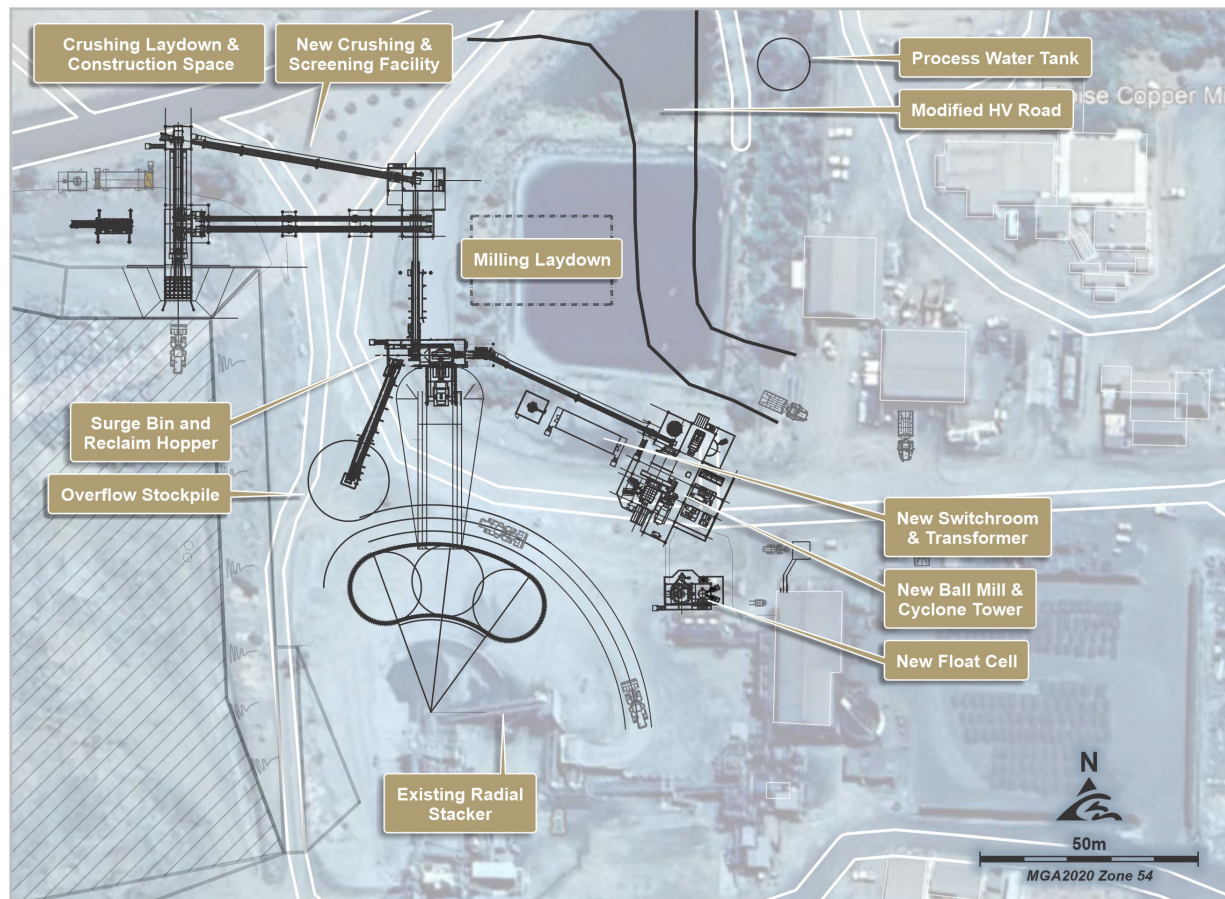 Crushing Laydown &
Construction Space
New Crushing &
Screening Facility
Process Water Tank
Modified HV Road
oise Copper M
Milling Laydown
Surge Bin and
Reclaim Hopper
Overflow Stockpile
New Switchroom
& Transformer
New Ball Mill &
Cyclone Tower
New Float Cell
Existing Radial
Stacker
N
50m
MGA2020 Zone 54